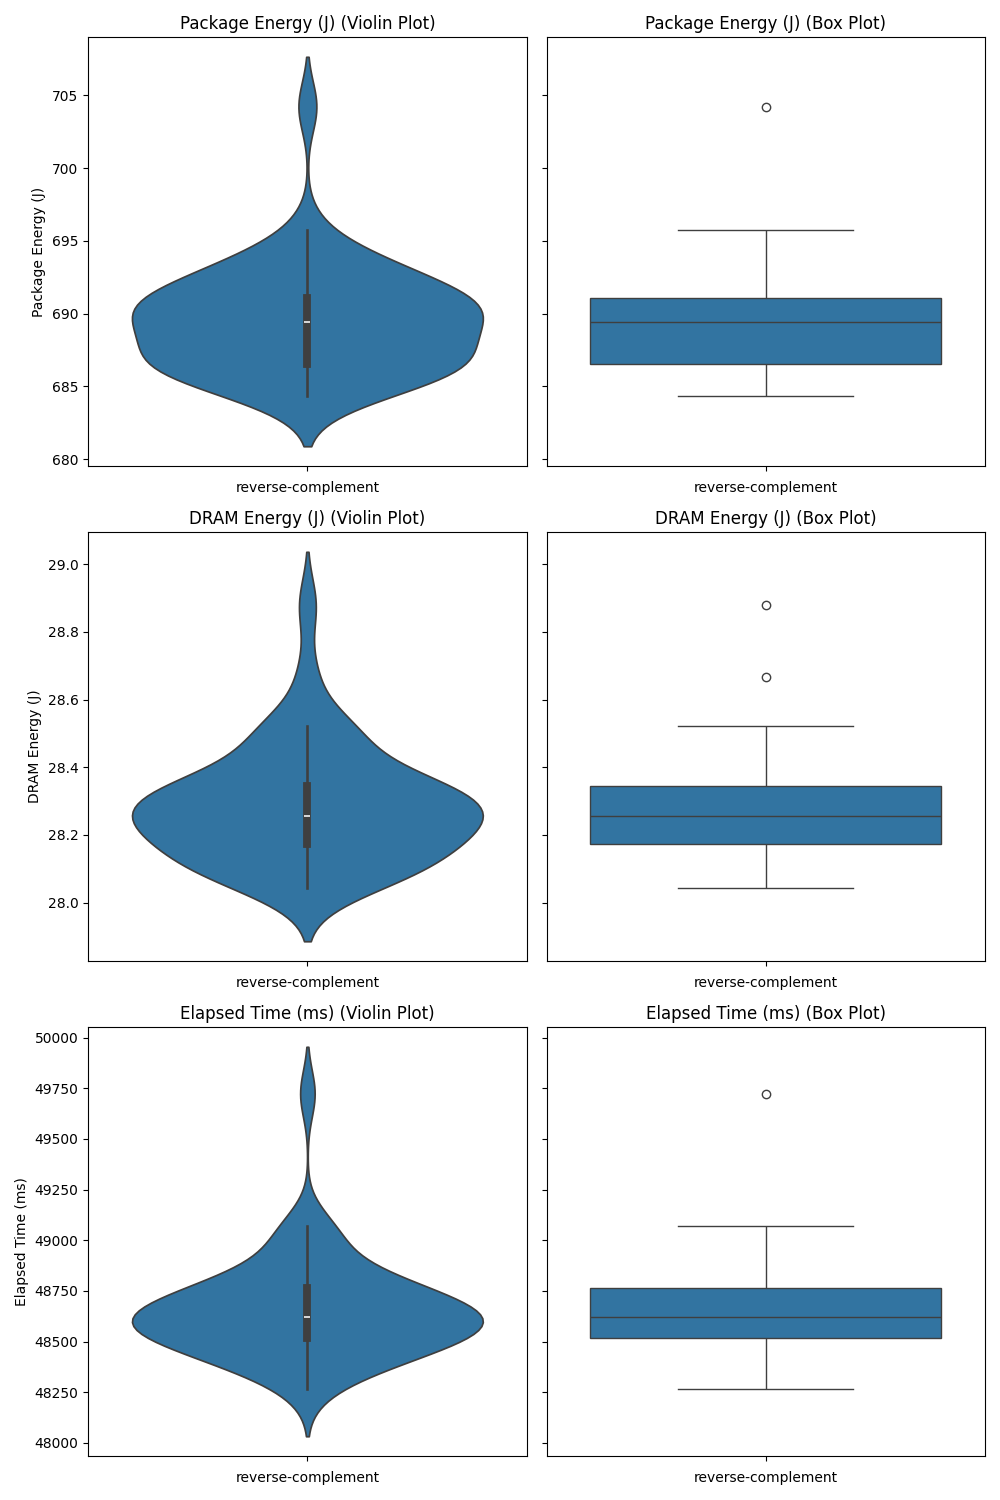 Package Energy (J) (Violin Plot)
Package Energy (J) (Box Plot)
Package Energy (J)
705
700
695
690
685
680
reverse-complement
reverse-complement
DRAM Energy (J) (Violin Plot)
DRAM Energy (J) (Box Plot)
DRAM Energy (J)
29.0
28.8
28.6
28.4
28.2
28.0
reverse-complement
reverse-complement
Elapsed Time (ms) (Violin Plot)
Elapsed Time (ms) (Box Plot)
Elapsed Time (ms)
50000
49750
49500
49250
49000
48750
48500
48250
48000
reverse-complement
reverse-complement